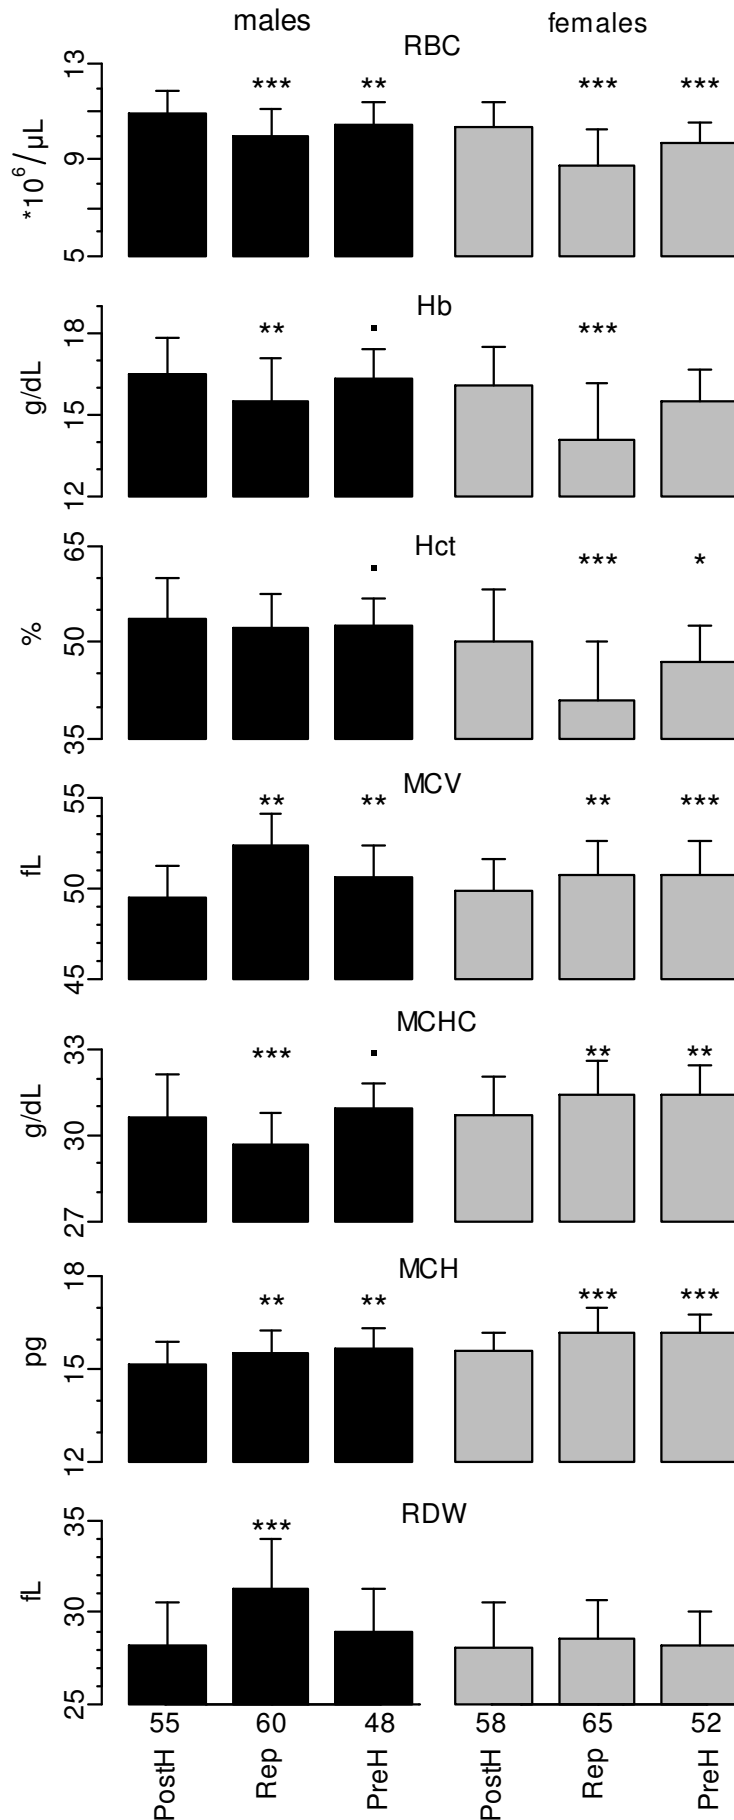 males females
RBC
*** ** *** ***
13
9
5
*10⁶/µL
Hb
** . ***
18
15
12
g/dL
Hct
. *** *
65
50
35
%
MCV
** ** ** ***
55
50
45
fL
MCHC
*** . ** **
33
30
27
g/dL
MCH
** ** *** ***
18
15
12
pg
RDW
***
35
30
25
fL
55 60 48 58 65 52
PostH Rep PreH PostH Rep PreH